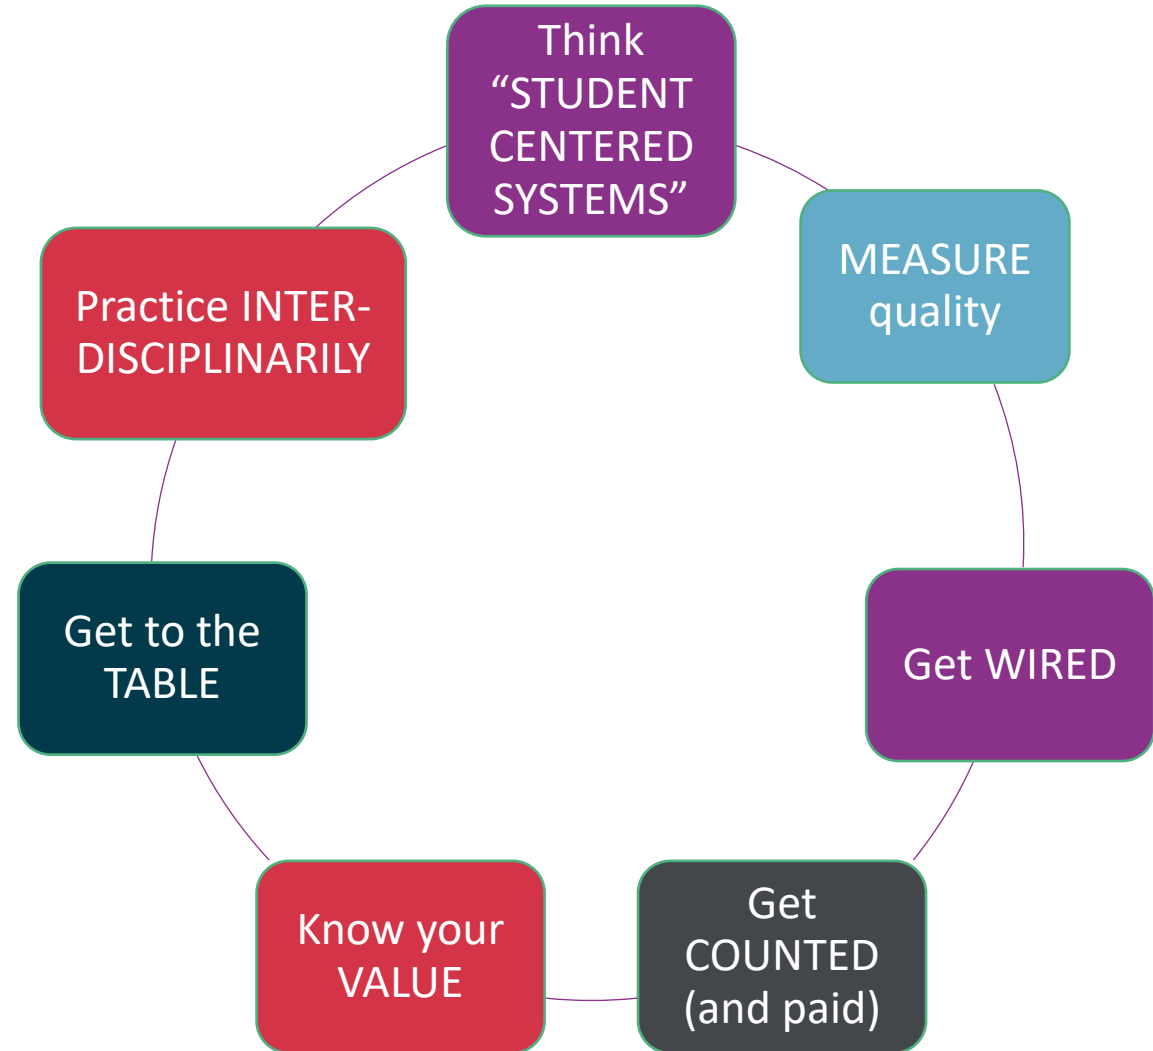 Think
“STUDENT
CENTERED
SYSTEMS”
MEASURE
quality
Get WIRED
Get
COUNTED
(and paid)
Know your
VALUE
Get to the
TABLE
Practice INTER-
DISCIPLINARILY